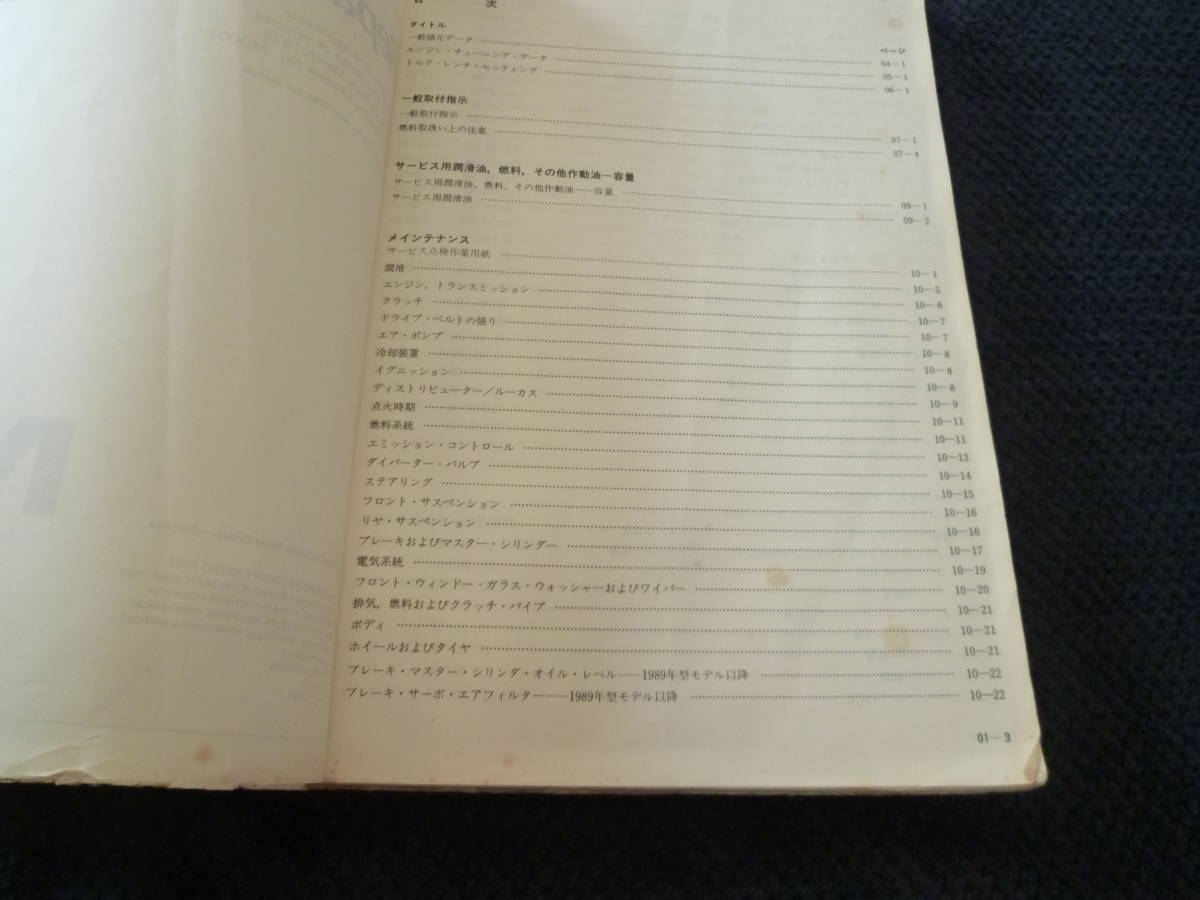 目 次
タイトル ページ
一般諸元データ 04－1
エンジン・チューニング・データ 05－1
トルク・レンチ・セッティング 06－1
一般取付指示
一般取付指示 07－1
燃料取扱い上の注意 07－4
サービス用潤滑油，燃料，その他作動油―容量
サービス用潤滑油、燃料、その他作動油――容量 09－1
サービス用潤滑油 09－2
メインテナンス
サービス点検作業用紙 10－1
潤滑 10－5
エンジン，トランスミッション 10－6
クラッチ 10－7
ドライブ・ベルトの張り 10－7
エア・ポンプ 10－8
冷却装置 10－8
イグニッション 10－8
ディストリビューター／ルーカス 10－9
点火時期 10－11
燃料系統 10－11
エミッション・コントロール 10－13
ダイバーター・バルブ 10－14
ステアリング 10－15
フロント・サスペンション 10－16
リヤ・サスペンション 10－16
ブレーキおよびマスター・シリンダー 10－17
電気系統 10－19
フロント・ウィンドー・ガラス・ウォッシャーおよびワイパー 10－20
排気，燃料およびクラッチ・パイプ 10－21
ボディ 10－21
ホイールおよびタイヤ 10－21
ブレーキ・マスター・シリンダ・オイル・レベル――1989年型モデル以降 10－22
ブレーキ・サーボ・エアフィルター――1989年型モデル以降 10－22
01－3